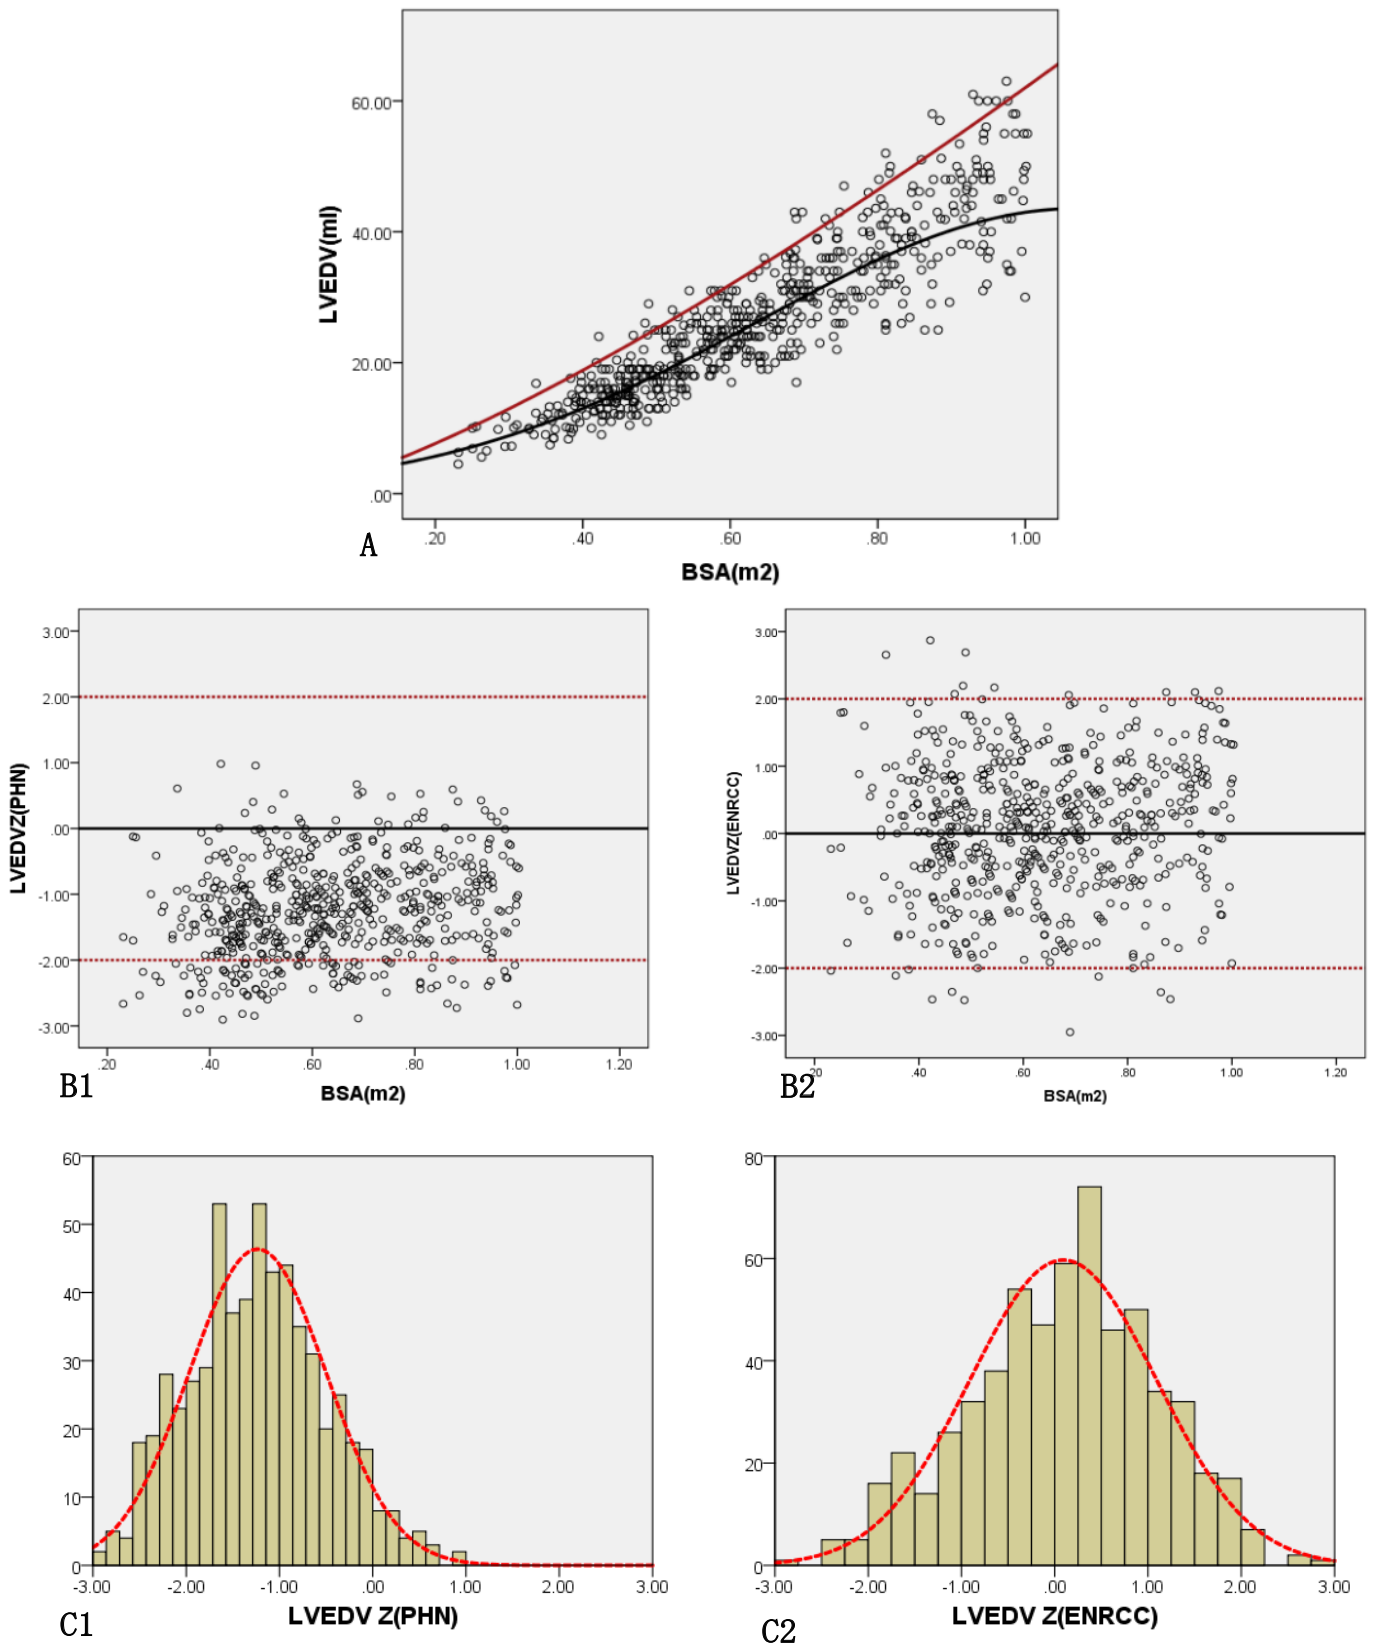 60.00
40.00
20.00
.00
LVEDV(ml)
.20 .40 .60 .80 1.00
BSA(m2)
A
3.00
2.00
1.00
.00
-1.00
-2.00
-3.00
LVEDVZ(PHN)
.20 .40 .60 .80 1.00 1.20
BSA(m2)
B1
3.00
2.00
1.00
.00
-1.00
-2.00
-3.00
LVEDVZ(ENRCC)
.20 .40 .60 .80 1.00 1.20
BSA(m2)
B2
60
50
40
30
20
10
0
-3.00 -2.00 -1.00 .00 1.00 2.00 3.00
LVEDV Z(PHN)
C1
80
60
40
20
0
-3.00 -2.00 -1.00 .00 1.00 2.00 3.00
LVEDV Z(ENRCC)
C2